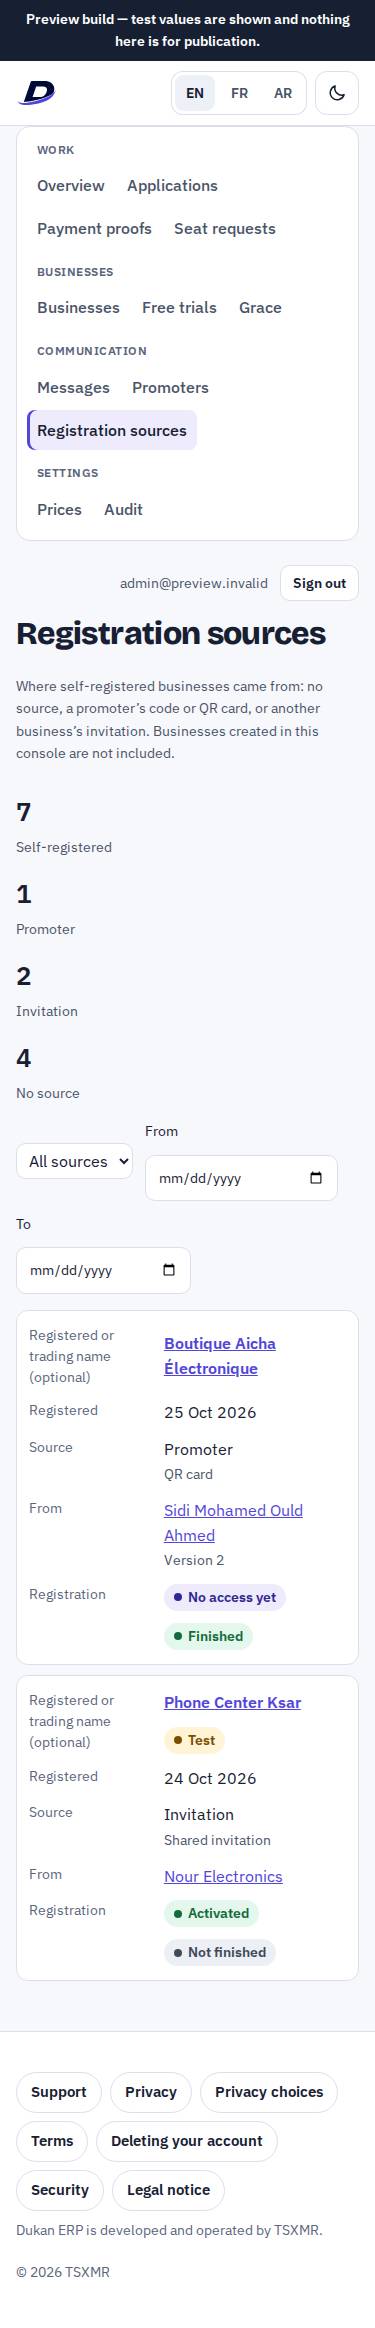 Preview build — test values are shown and nothing
here is for publication.
D
EN FR AR
WORK
Overview Applications
Payment proofs Seat requests
BUSINESSES
Businesses Free trials Grace
COMMUNICATION
Messages Promoters
Registration sources
SETTINGS
Prices Audit
admin@preview.invalid Sign out
Registration sources
Where self-registered businesses came from: no
source, a promoter’s code or QR card, or another
business’s invitation. Businesses created in this
console are not included.
7
Self-registered
1
Promoter
2
Invitation
4
No source
From
All sources mm/dd/yyyy
To
mm/dd/yyyy
Registered or
trading name
(optional)
Boutique Aicha
Électronique
Registered 25 Oct 2026
Source Promoter
QR card
From Sidi Mohamed Ould
Ahmed
Version 2
Registration No access yet
Finished
Registered or
trading name
(optional)
Phone Center Ksar
Test
Registered 24 Oct 2026
Source Invitation
Shared invitation
From Nour Electronics
Registration Activated
Not finished
Support Privacy Privacy choices
Terms Deleting your account
Security Legal notice
Dukan ERP is developed and operated by TSXMR.
© 2026 TSXMR